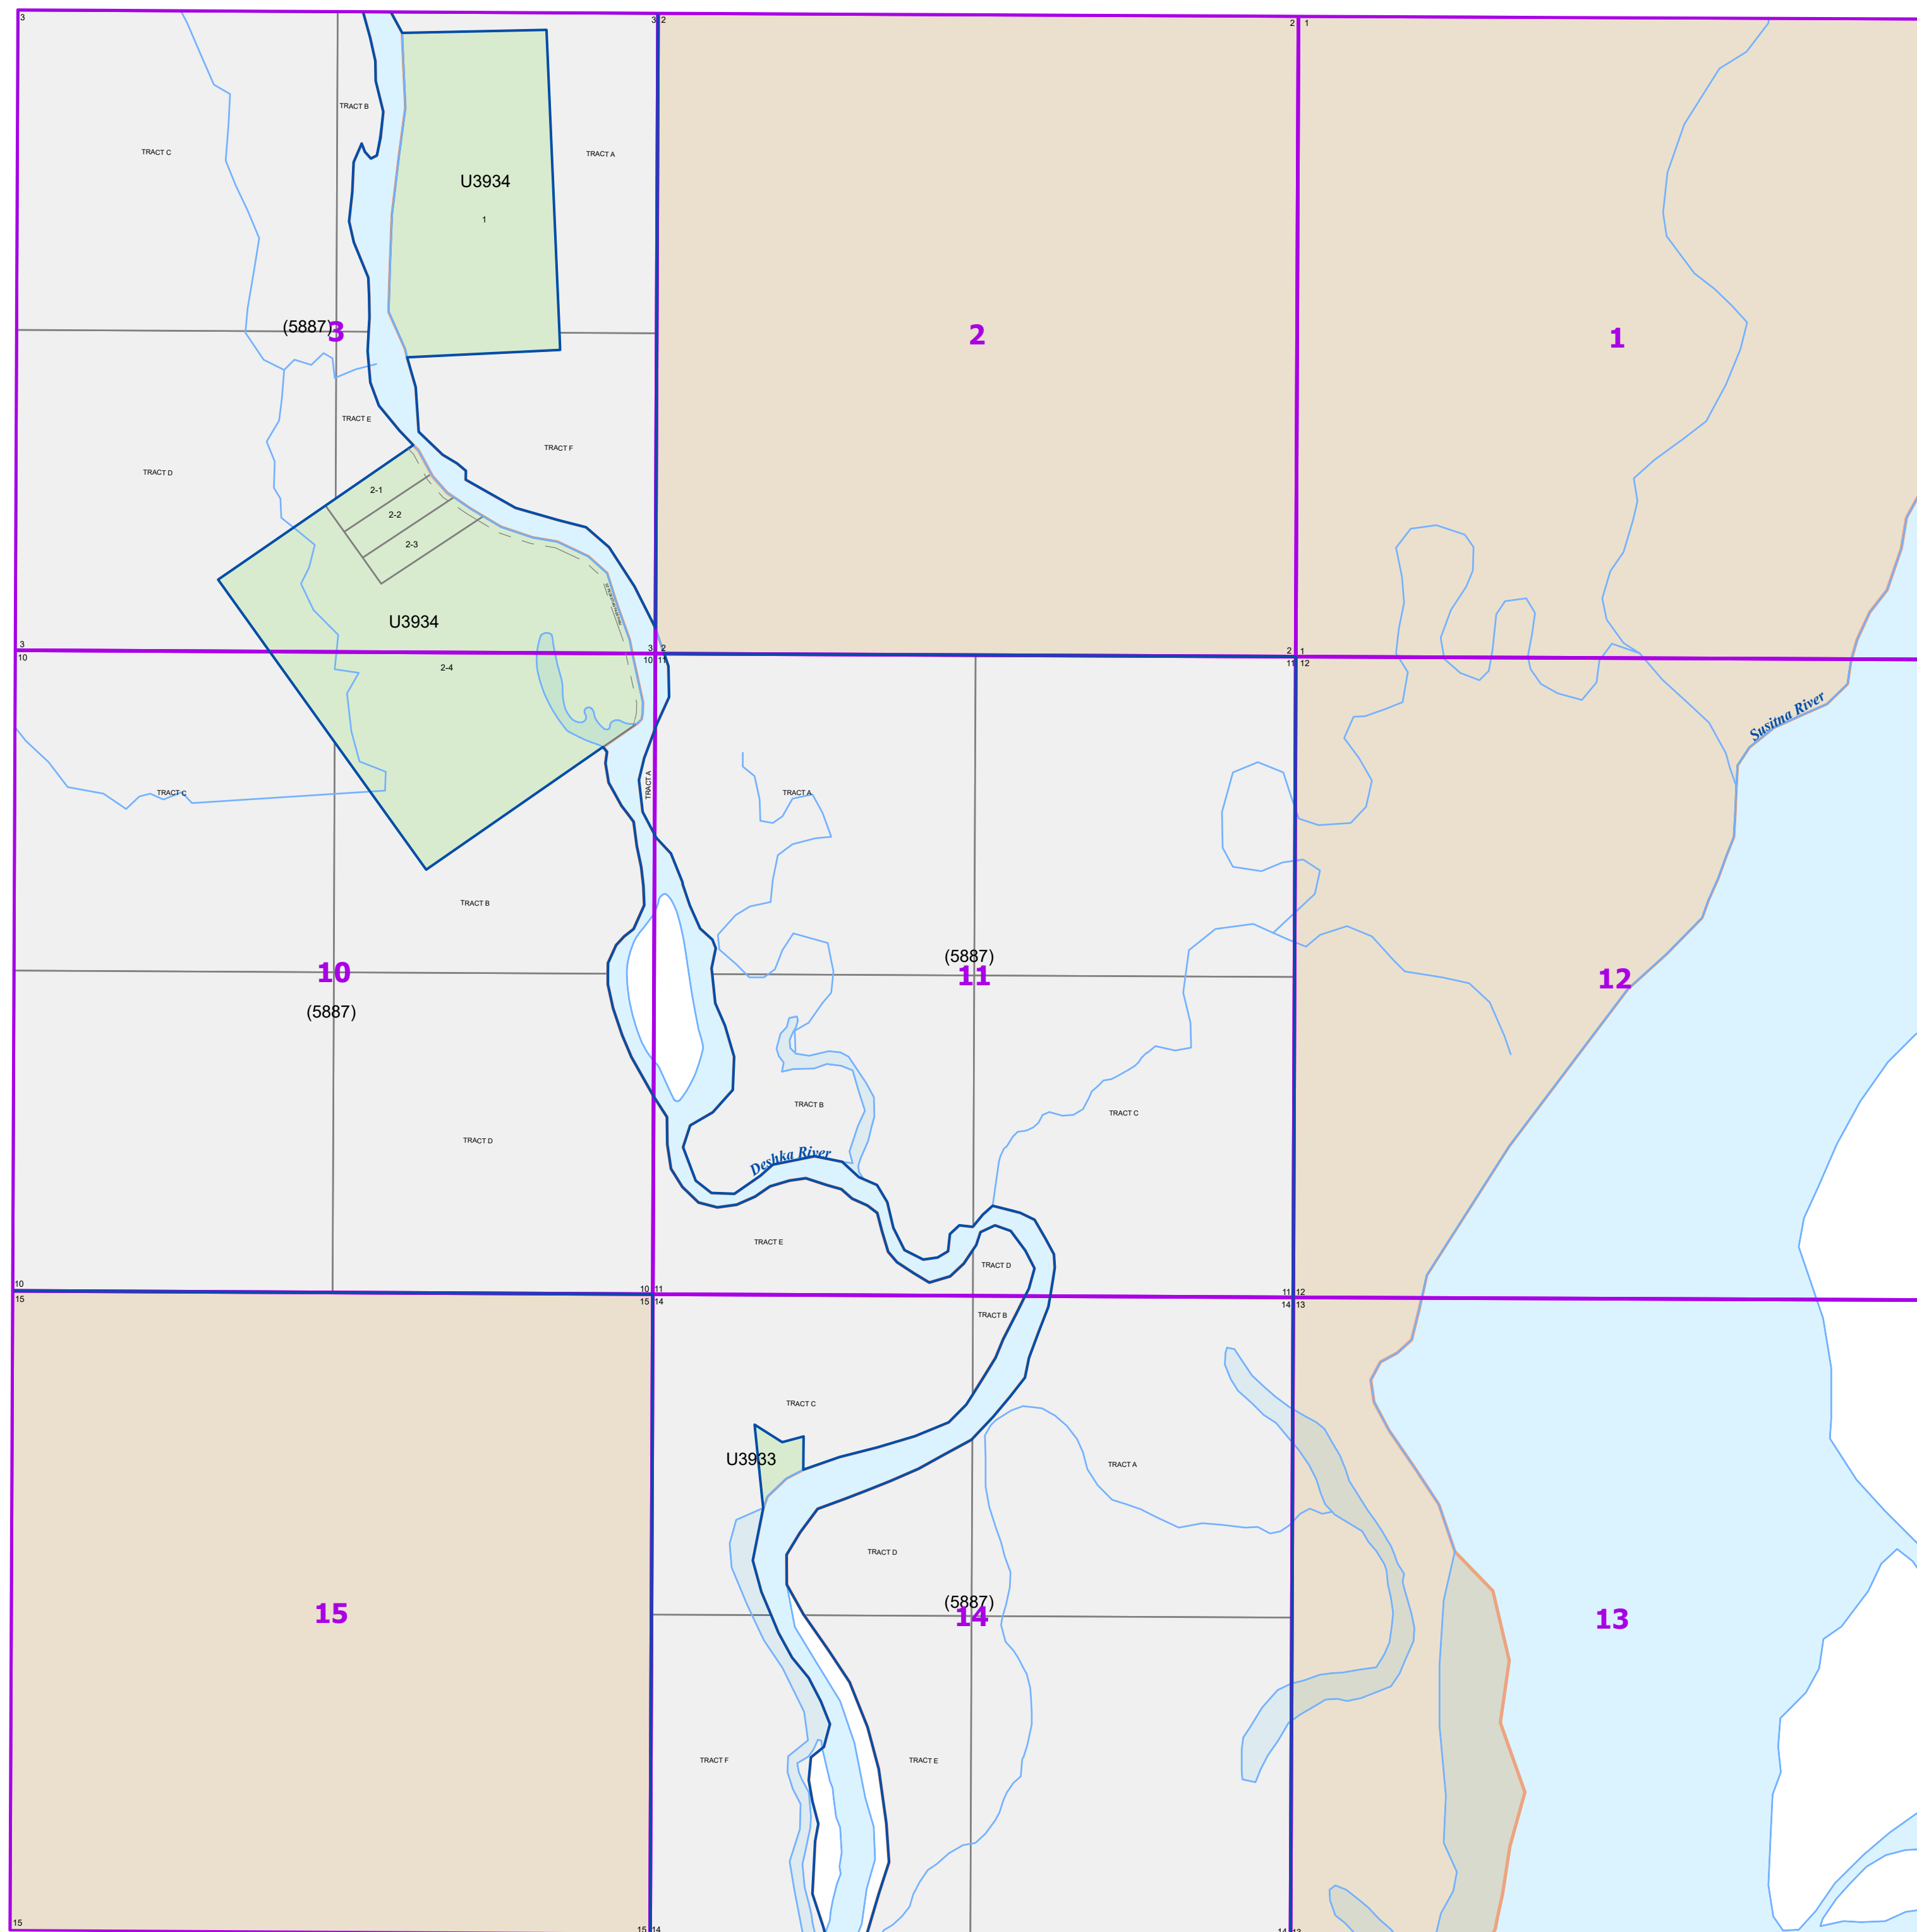 3
3 2
2 1
TRACT B
TRACT C
TRACT A
U3934
1
(5887)
3
2
1
TRACT E
TRACT F
TRACT D
2-1
2-2
2-3
U3934
2-4
3
10
3 2
10 11
2 1
11 12
Susitna River
TRACT A
TRACT A
TRACT C
TRACT B
10
(5887)
(5887)
11
12
TRACT B
TRACT C
TRACT D
Deshka River
TRACT E
TRACT D
10
15
10 11
15 14
11 12
14 13
TRACT B
TRACT C
U3933
TRACT A
TRACT D
15
(5887)
14
13
TRACT F
TRACT E
15
15 14
14 13